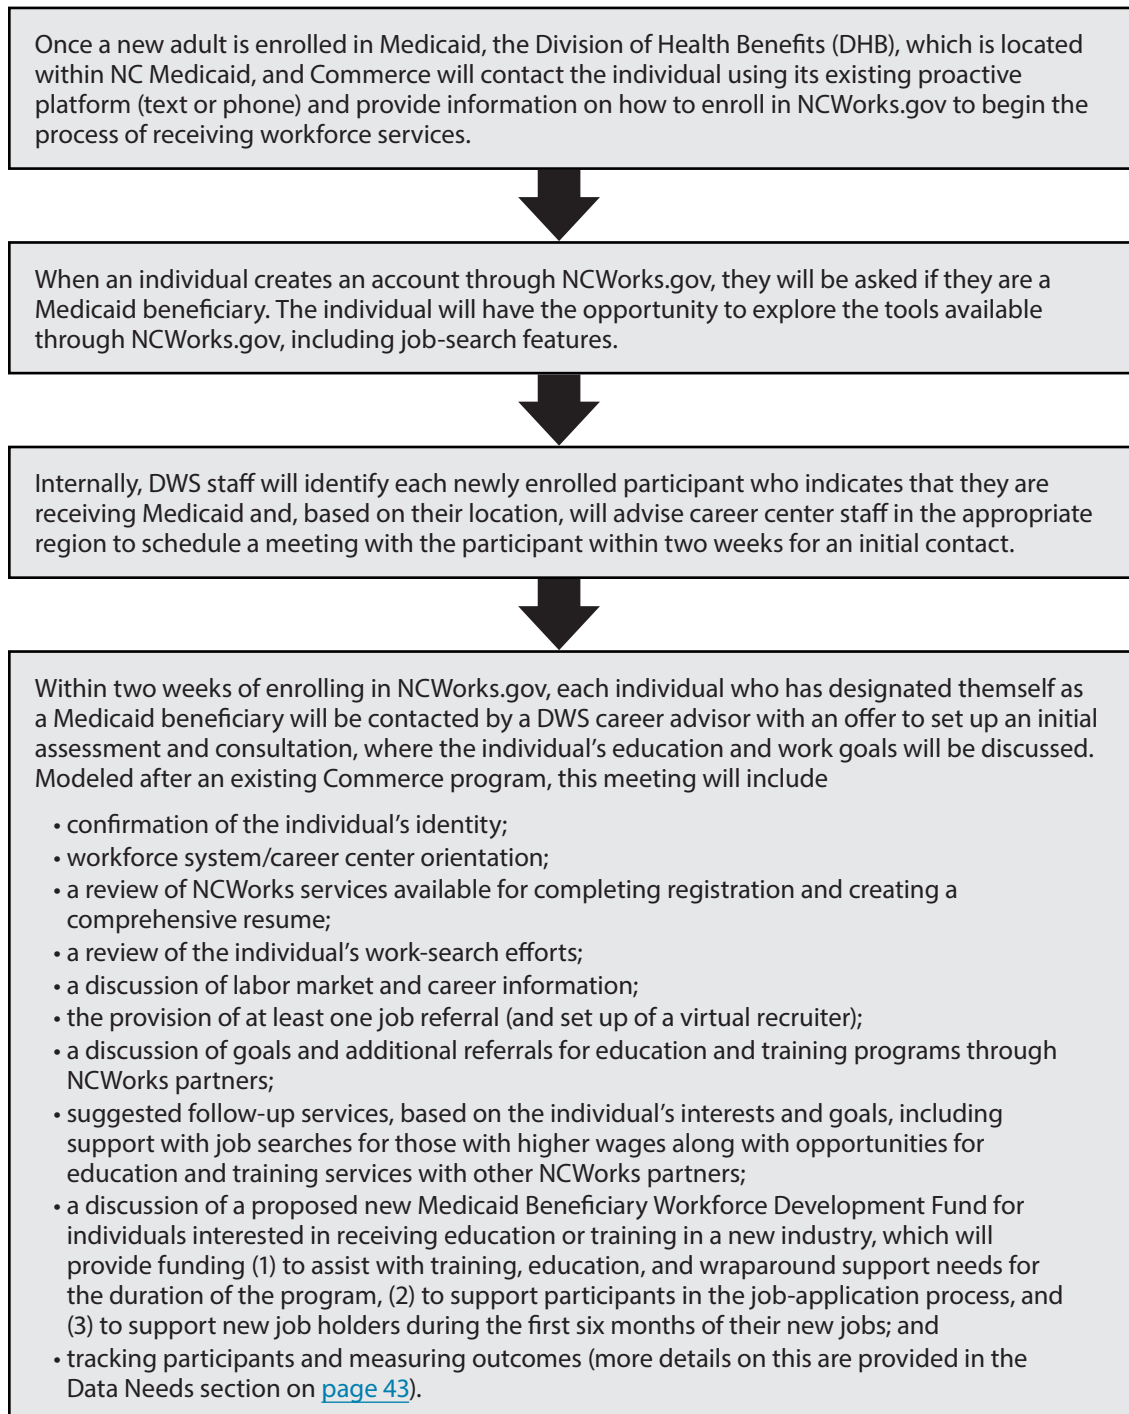 Once a new adult is enrolled in Medicaid, the Division of Health Benefits (DHB), which is located
within NC Medicaid, and Commerce will contact the individual using its existing proactive
platform (text or phone) and provide information on how to enroll in NCWorks.gov to begin the
process of receiving workforce services.
When an individual creates an account through NCWorks.gov, they will be asked if they are a
Medicaid beneficiary. The individual will have the opportunity to explore the tools available
through NCWorks.gov, including job-search features.
Internally, DWS staff will identify each newly enrolled participant who indicates that they are
receiving Medicaid and, based on their location, will advise career center staff in the appropriate
region to schedule a meeting with the participant within two weeks for an initial contact.
Within two weeks of enrolling in NCWorks.gov, each individual who has designated themself as
a Medicaid beneficiary will be contacted by a DWS career advisor with an offer to set up an initial
assessment and consultation, where the individual's education and work goals will be discussed.
Modeled after an existing Commerce program, this meeting will include
• confirmation of the individual's identity;
• workforce system/career center orientation;
• a review of NCWorks services available for completing registration and creating a
comprehensive resume;
• a review of the individual's work-search efforts;
• a discussion of labor market and career information;
• the provision of at least one job referral (and set up of a virtual recruiter);
• a discussion of goals and additional referrals for education and training programs through
NCWorks partners;
• suggested follow-up services, based on the individual's interests and goals, including
support with job searches for those with higher wages along with opportunities for
education and training services with other NCWorks partners;
• a discussion of a proposed new Medicaid Beneficiary Workforce Development Fund for
individuals interested in receiving education or training in a new industry, which will
provide funding (1) to assist with training, education, and wraparound support needs for
the duration of the program, (2) to support participants in the job-application process, and
(3) to support new job holders during the first six months of their new jobs; and
• tracking participants and measuring outcomes (more details on this are provided in the
Data Needs section on page 43).